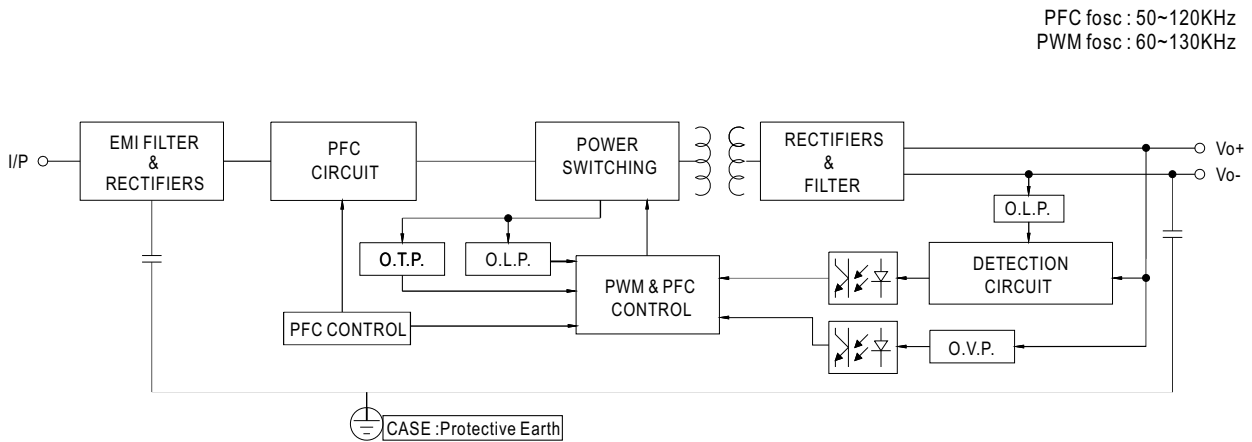 PFC fosc : 50~120KHz
PWM fosc : 60~130KHz
I/P
EMI FILTER
&
RECTIFIERS
PFC
CIRCUIT
POWER
SWITCHING
RECTIFIERS
&
FILTER
Vo+
Vo-
O.L.P.
O.T.P.
O.L.P.
PWM & PFC
CONTROL
DETECTION
CIRCUIT
PFC CONTROL
O.V.P.
CASE :Protective Earth